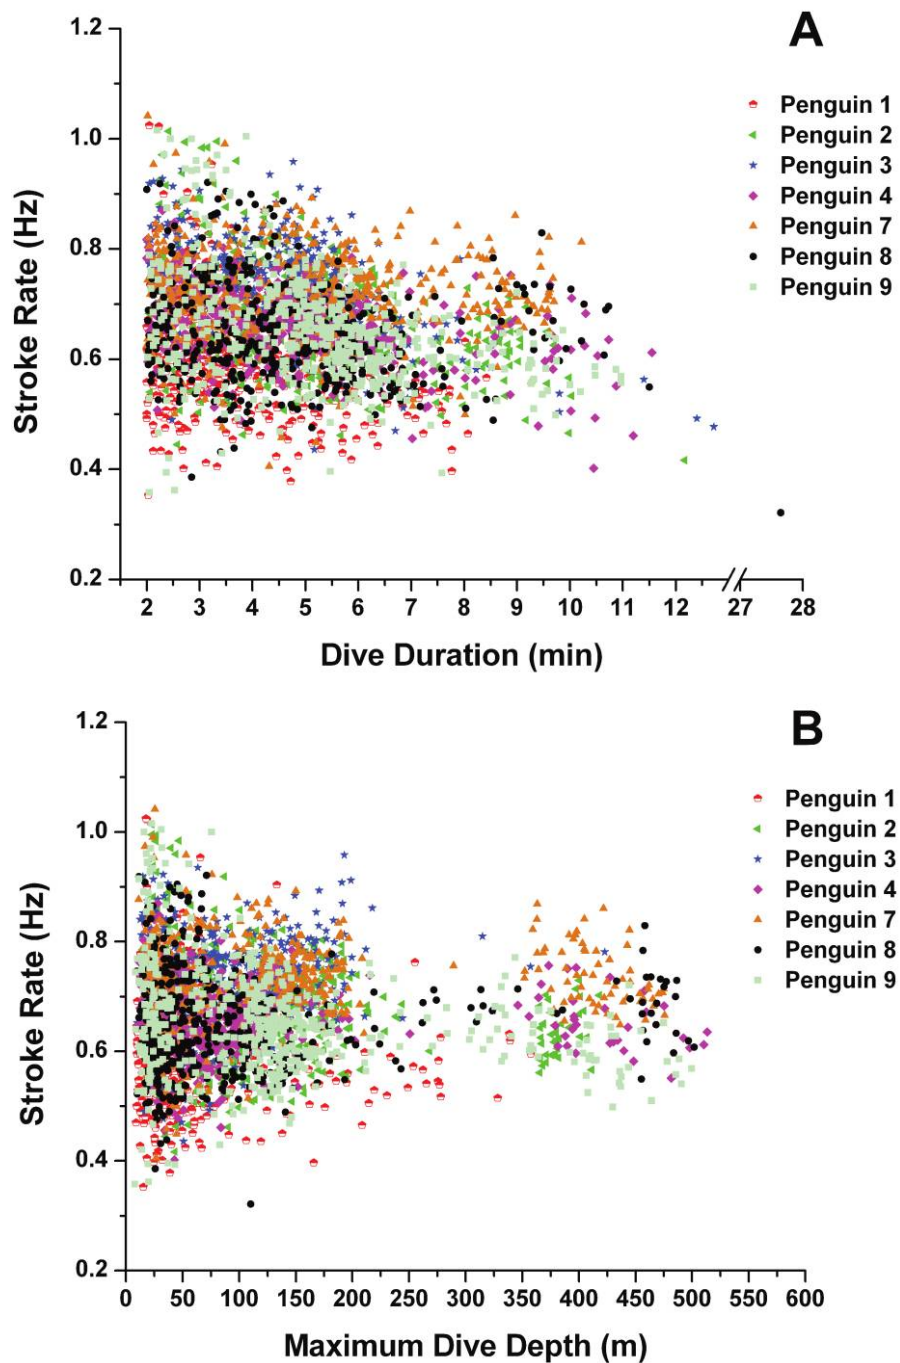 A
1.2
1.0
0.8
0.6
0.4
0.2
Stroke Rate (Hz)
Penguin 1
Penguin 2
Penguin 3
Penguin 4
Penguin 7
Penguin 8
Penguin 9
2 3 4 5 6 7 8 9 10 11 12 27 28
Dive Duration (min)
B
1.2
1.0
0.8
0.6
0.4
0.2
Stroke Rate (Hz)
Penguin 1
Penguin 2
Penguin 3
Penguin 4
Penguin 7
Penguin 8
Penguin 9
0 50 100 150 200 250 300 350 400 450 500 550 600
Maximum Dive Depth (m)